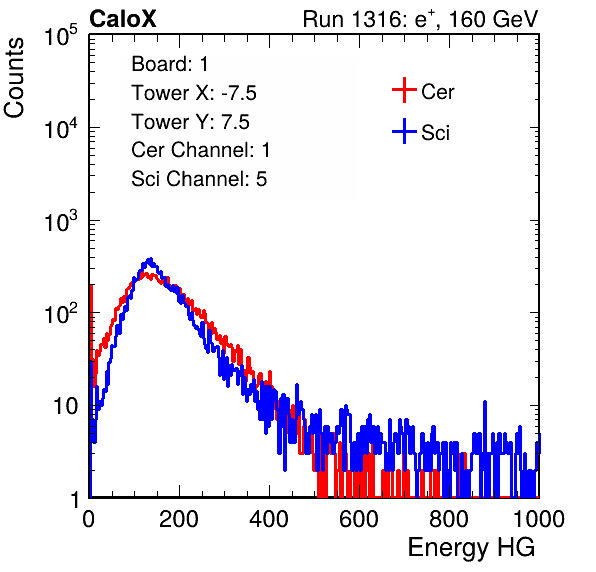 CaloX Run 1316: e⁺, 160 GeV
Counts
Board: 1
Tower X: -7.5
Tower Y: 7.5
Cer Channel: 1
Sci Channel: 5
Cer
Sci
10⁵
10⁴
10³
10²
10
1
0 200 400 600 800 1000
Energy HG